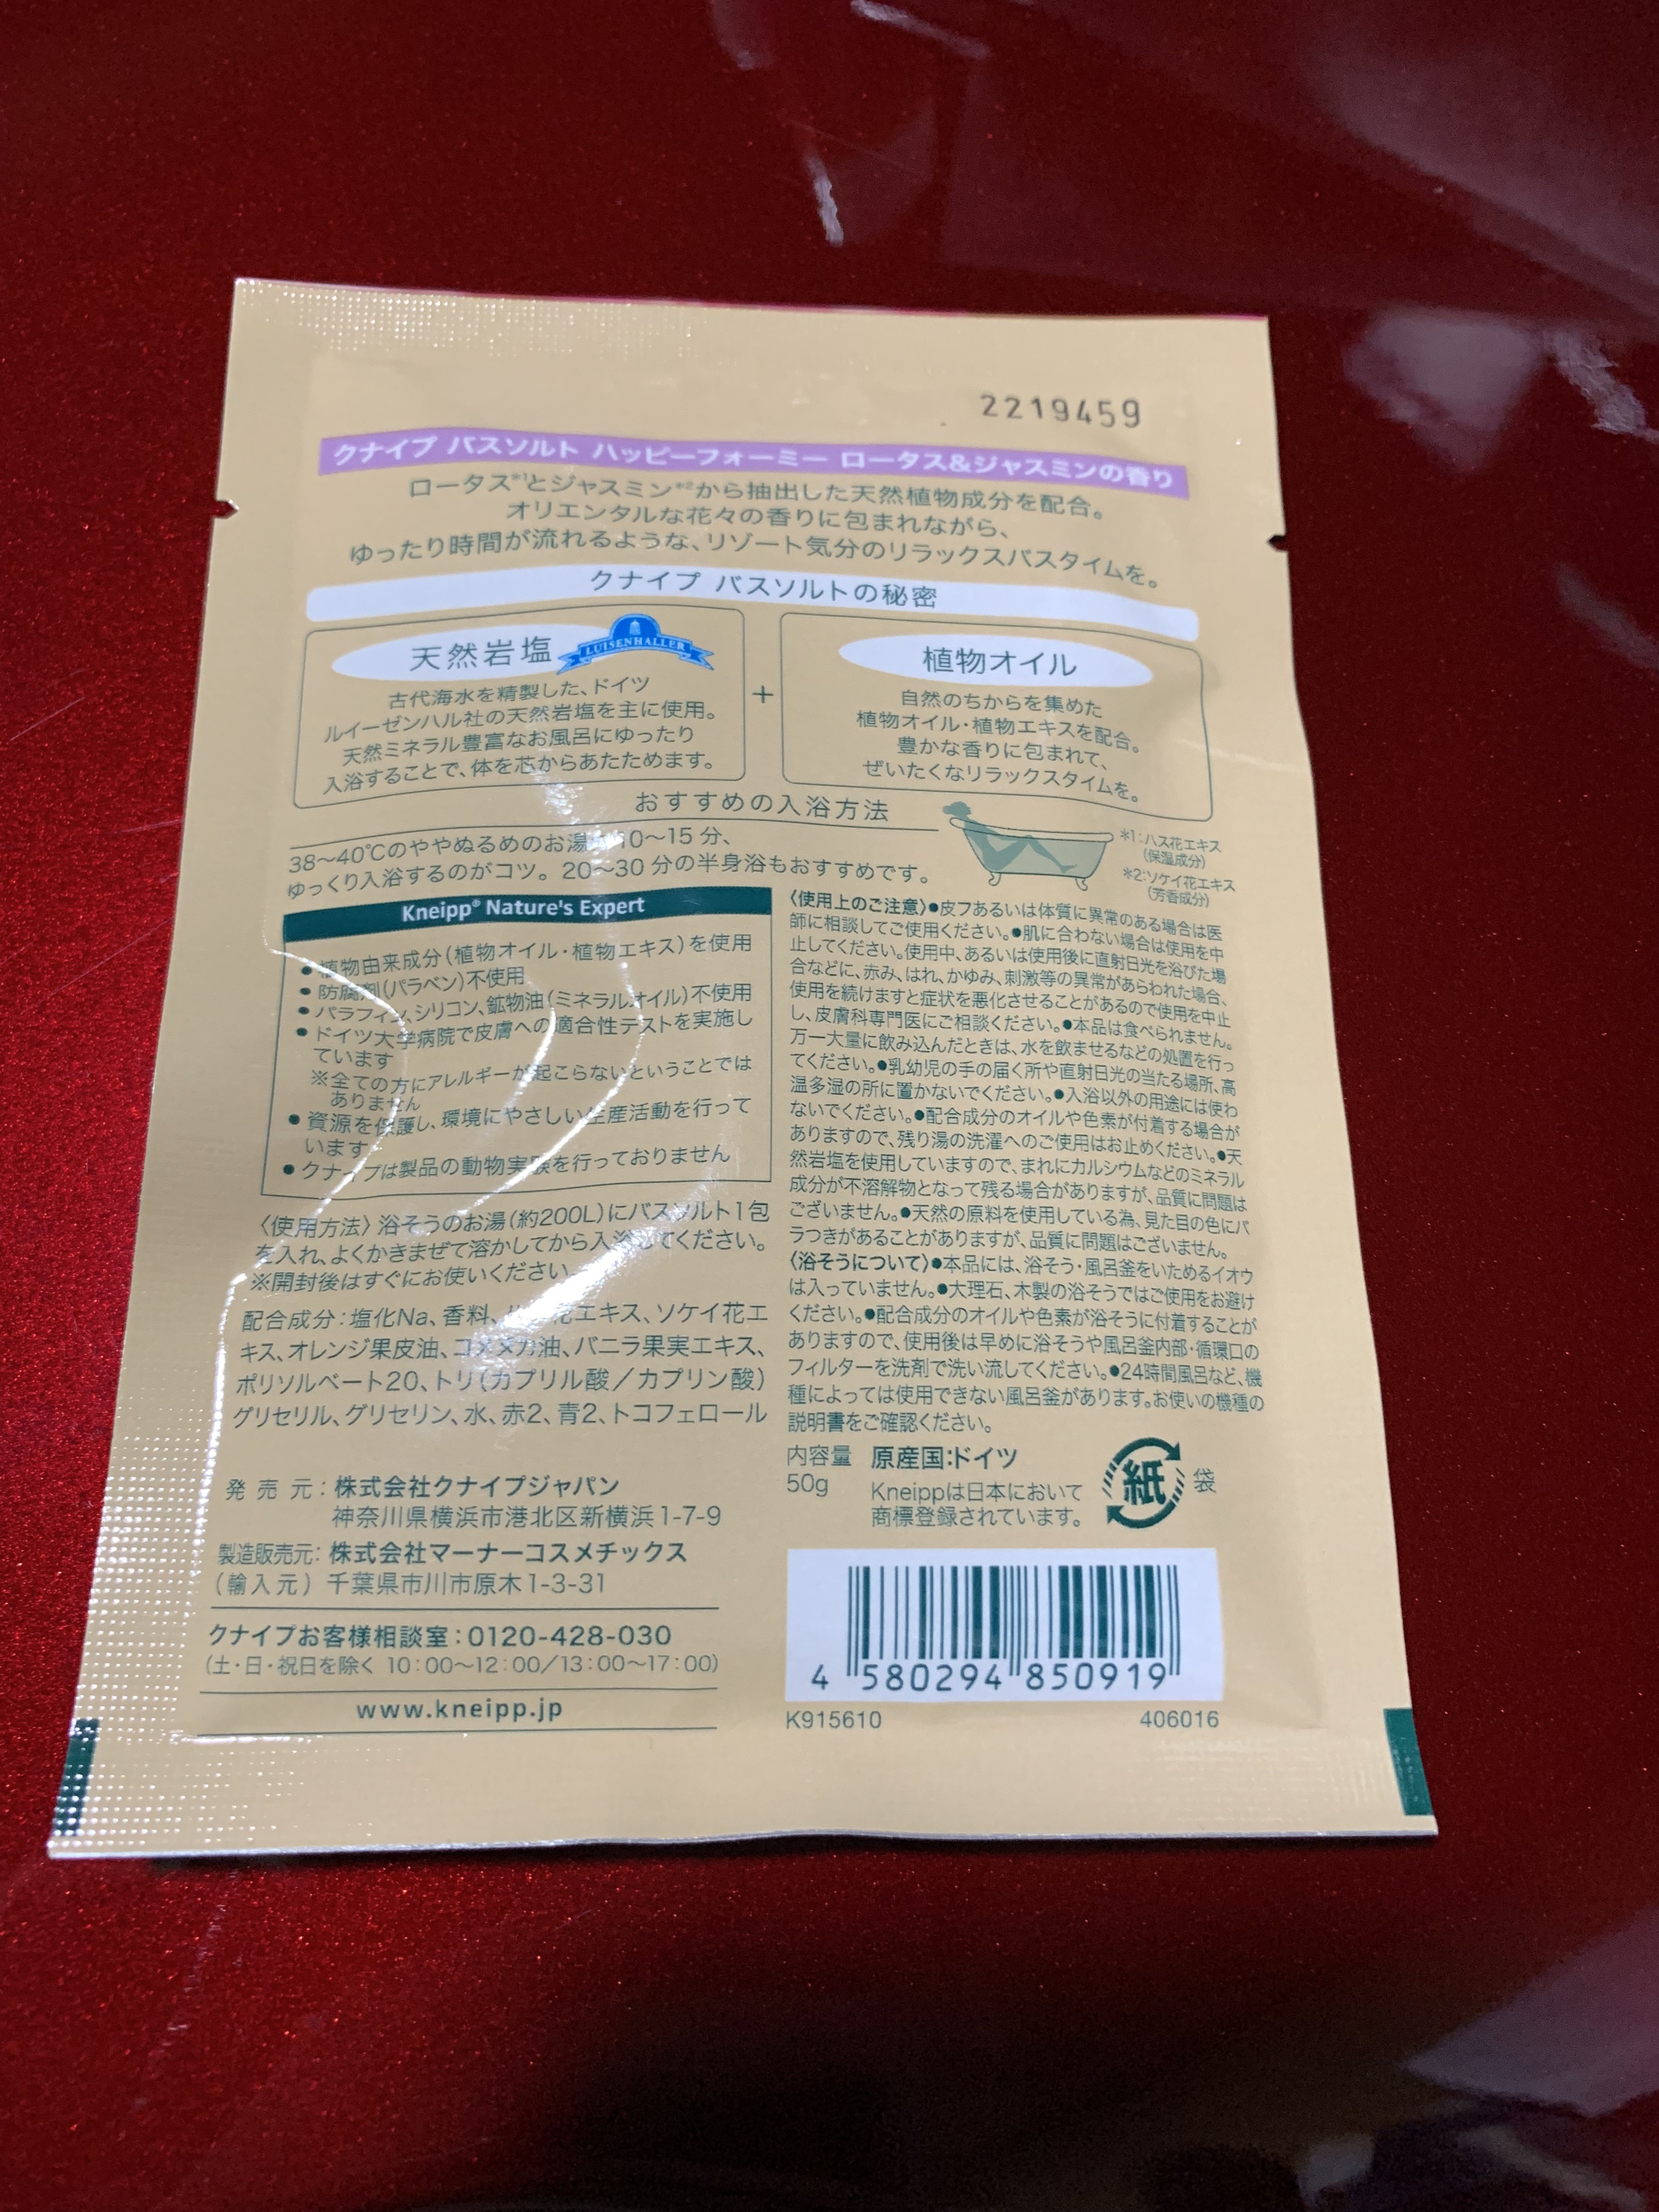 2219459
クナイプ バスソルト ハッピーフォーミー ロータス&ジャスミンの香り
ロータス*1とジャスミン*2から抽出した天然植物成分を配合。
オリエンタルな花々の香りに包まれながら、
ゆったり時間が流れるような、リゾート気分のリラックスバスタイムを。
クナイプ バスソルトの秘密
天然岩塩
LUISENHALLER
古代海水を精製した、ドイツ
ルイーゼンハル社の天然岩塩を主に使用。
天然ミネラル豊富なお風呂にゆったり
入浴することで、体を芯からあたためます。
+
植物オイル
自然のちからを集めた
植物オイル・植物エキスを配合。
豊かな香りに包まれて、
ぜいたくなリラックスタイムを。
おすすめの入浴方法
38〜40℃のややぬるめのお湯 10〜15 分、
ゆっくり入浴するのがコツ。20〜30 分の半身浴もおすすめです。
*1:ハス花エキス
(保湿成分)
*2:ソケイ花エキス
(芳香成分)
Kneipp® Nature's Expert
● 植物由来成分(植物オイル・植物エキス)を使用
● 防腐剤(パラベン)不使用
● パラフィン、シリコン、鉱物油(ミネラルオイル)不使用
● ドイツ大学病院で皮膚への適合性テストを実施し
ています
※全ての方にアレルギーが起こらないということでは
ありません
● 資源を保護し、環境にやさしい生産活動を行って
います
● クナイプは製品の動物実験を行っておりません
〈使用方法〉浴そうのお湯(約200L)にバスソルト1包
を入れ、よくかきまぜて溶かしてから入浴してください。
※開封後はすぐにお使いください。
配合成分:塩化Na、香料、 花エキス、ソケイ花エ
キス、オレンジ果皮油、コメヌカ油、バニラ果実エキス、
ポリソルベート20、トリ(カプリル酸/カプリン酸)
グリセリル、グリセリン、水、赤2、青2、トコフェロール
発 売 元:株式会社クナイプジャパン
神奈川県横浜市港北区新横浜1-7-9
製造販売元:株式会社マーナーコスメチックス
(輸入元) 千葉県市川市原木1-3-31
クナイプお客様相談室:0120-428-030
(土・日・祝日を除く 10:00〜12:00/13:00〜17:00)
www.kneipp.jp
〈使用上のご注意〉●皮フあるいは体質に異常のある場合は医
師に相談してご使用ください。●肌に合わない場合は使用を中
止してください。使用中、あるいは使用後に直射日光を浴びた場
合などに、赤み、はれ、かゆみ、刺激等の異常があらわれた場合、
使用を続けますと症状を悪化させることがあるので使用を中止
し、皮膚科専門医にご相談ください。●本品は食べられません。
万一大量に飲み込んだときは、水を飲ませるなどの処置を行っ
てください。●乳幼児の手の届く所や直射日光の当たる場所、高
温多湿の所に置かないでください。●入浴以外の用途には使わ
ないでください。●配合成分のオイルや色素が付着する場合が
ありますので、残り湯の洗濯へのご使用はお止めください。●天
然岩塩を使用していますので、まれにカルシウムなどのミネラル
成分が不溶解物となって残る場合がありますが、品質に問題は
ございません。●天然の原料を使用している為、見た目の色にバ
ラつきがあることがありますが、品質に問題はございません。
〈浴そうについて〉●本品には、浴そう・風呂釜をいためるイオウ
は入っていません。●大理石、木製の浴そうではご使用をお避け
ください。●配合成分のオイルや色素が浴そうに付着することが
ありますので、使用後は早めに浴そうや風呂釜内部・循環口の
フィルターを洗剤で洗い流してください。●24時間風呂など、機
種によっては使用できない風呂釜があります。お使いの機種の
説明書をご確認ください。
内容量
50g
原産国:ドイツ
Kneippは日本において
商標登録されています。
紙
袋
4 580294 850919
K915610
406016